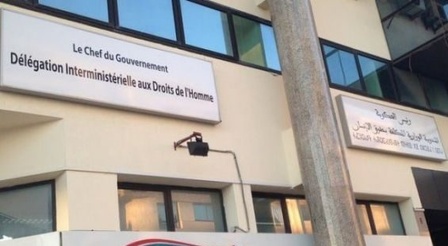 Le Chef du Gouvernement
Délégation Interministérielle aux Droits de l'Homme
رئيس الحكومة
المندوبية الوزارية المكلفة بحقوق الإنسان